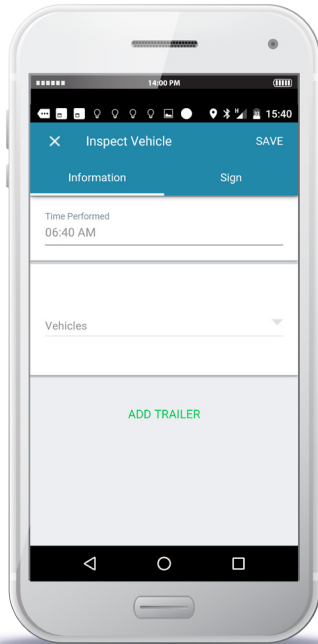 14:00 PM
H 15:40
Inspect Vehicle SAVE
Information Sign
Time Performed
06:40 AM
Vehicles
ADD TRAILER